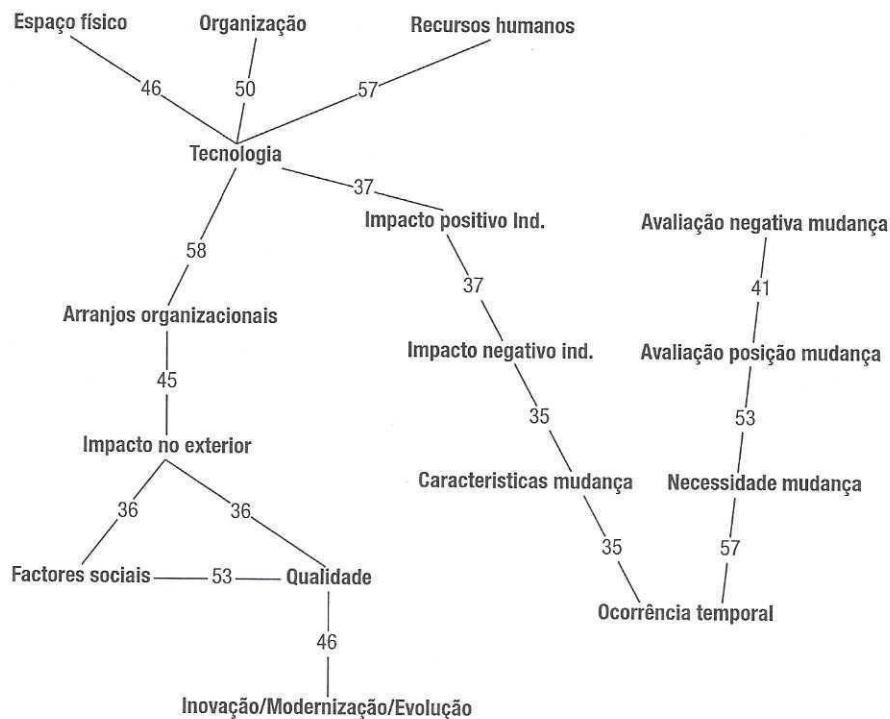 Espaço físico
Organização
Recursos humanos
46
50
57
Tecnologia
37
Impacto positivo Ind.
Avaliação negativa mudança
58
37
41
Arranjos organizacionais
Impacto negativo ind.
Avaliação posição mudança
45
35
53
Impacto no exterior
Caracteristicas mudança
Necessidade mudança
36
36
35
57
Factores sociais
53
Qualidade
Ocorrência temporal
46
Inovação/Modernização/Evolução